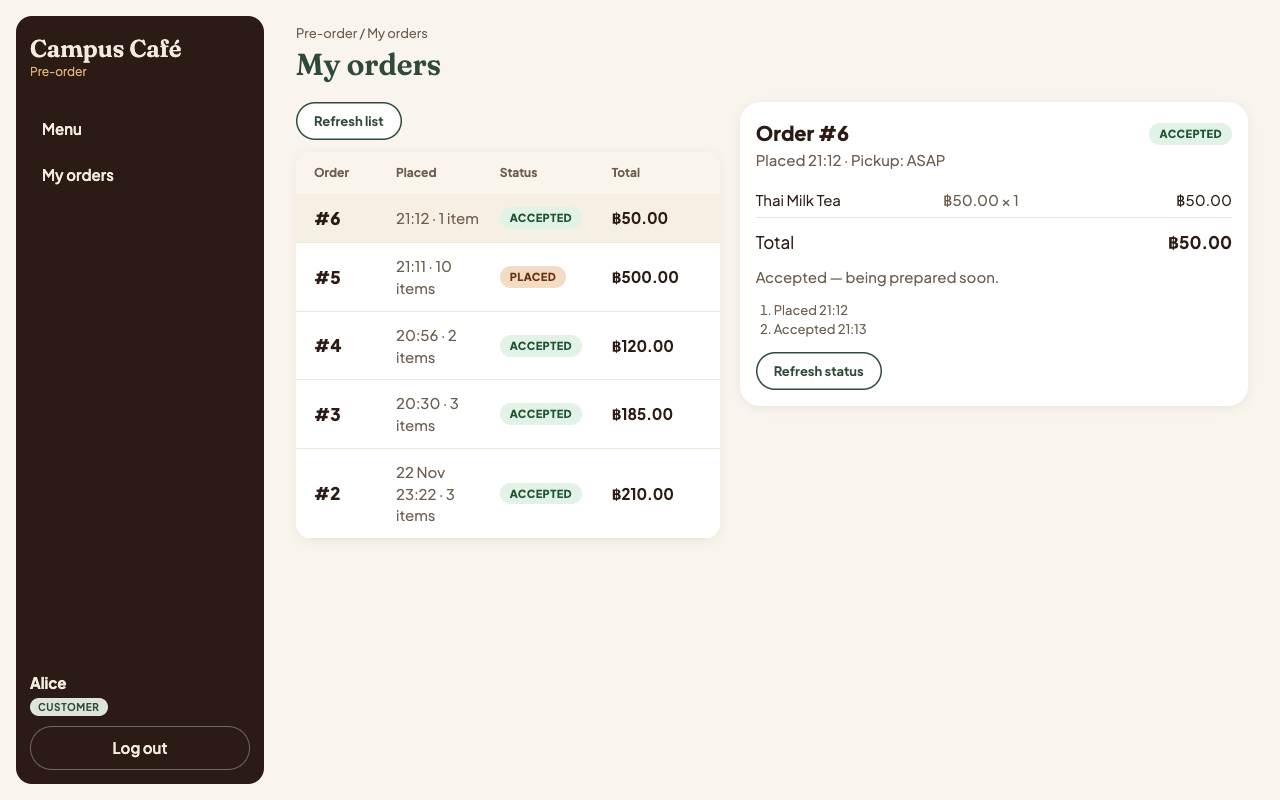 Campus Café
Pre-order
Menu
My orders
Alice
CUSTOMER
Log out
Pre-order / My orders
My orders
Refresh list
Order Placed Status Total
#6 21:12 · 1 item ACCEPTED ฿50.00
#5 21:11 · 10 items PLACED ฿500.00
#4 20:56 · 2 items ACCEPTED ฿120.00
#3 20:30 · 3 items ACCEPTED ฿185.00
#2 22 Nov 23:22 · 3 items ACCEPTED ฿210.00
Order #6 ACCEPTED
Placed 21:12 · Pickup: ASAP
Thai Milk Tea ฿50.00 × 1 ฿50.00
Total ฿50.00
Accepted — being prepared soon.
1. Placed 21:12
2. Accepted 21:13
Refresh status